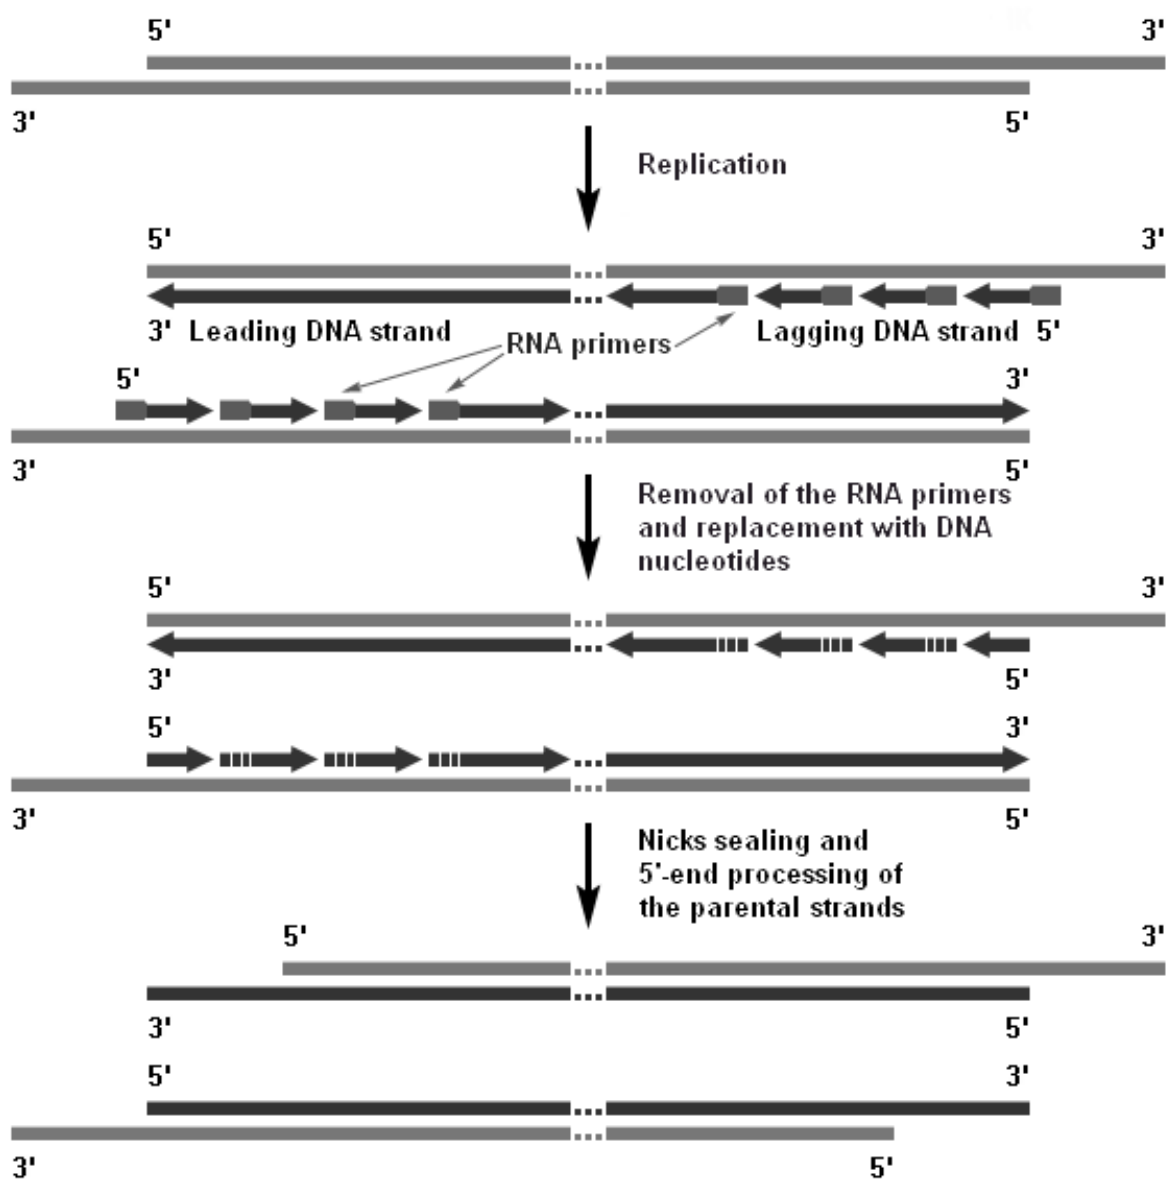 5' 3'
3' 5'
Replication
5' 3'
3' Leading DNA strand Lagging DNA strand 5'
RNA primers
5' 3'
3' 5'
Removal of the RNA primers
and replacement with DNA
nucleotides
5' 3'
3' 5'
5' 3'
3' 5'
Nicks sealing and
5'-end processing of
the parental strands
5' 3'
3' 5'
5' 3'
3' 5'